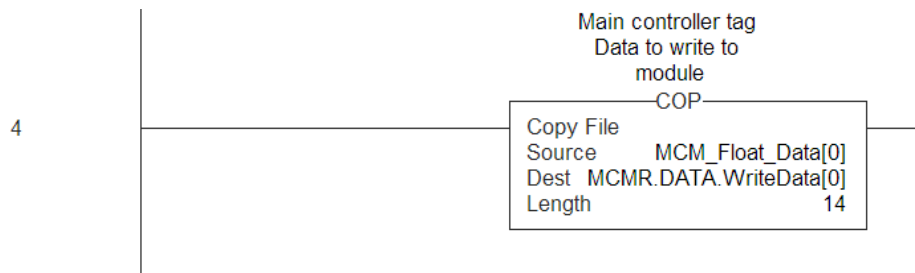 Main controller tag
Data to write to
module
COP
4
Copy File
Source MCM_Float_Data[0]
Dest MCMR.DATA.WriteData[0]
Length 14